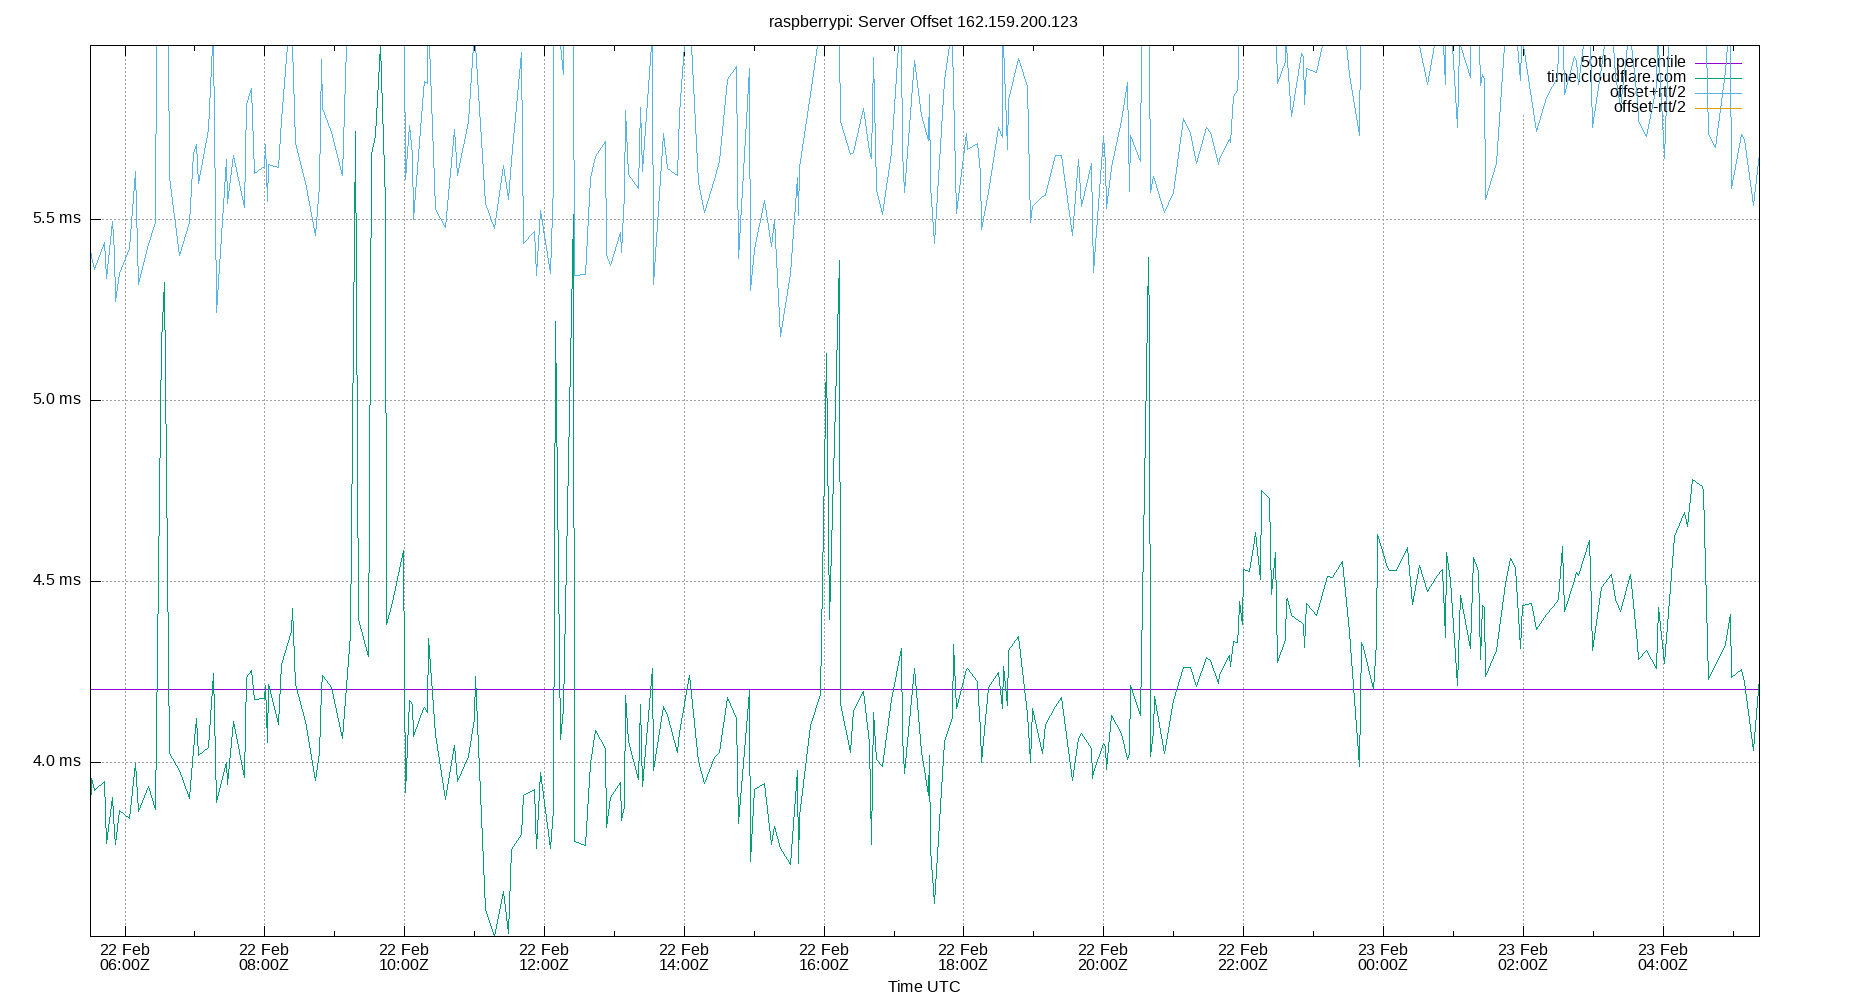 raspberrypi: Server Offset 162.159.200.123
50th percentile
time.cloudflare.com
offset+rtt/2
offset-rtt/2
5.5 ms
5.0 ms
4.5 ms
4.0 ms
22 Feb 22 Feb 22 Feb 22 Feb 22 Feb 22 Feb 22 Feb 22 Feb 22 Feb 23 Feb 23 Feb 23 Feb
06:00Z 08:00Z 10:00Z 12:00Z 14:00Z 16:00Z 18:00Z 20:00Z 22:00Z 00:00Z 02:00Z 04:00Z
Time UTC